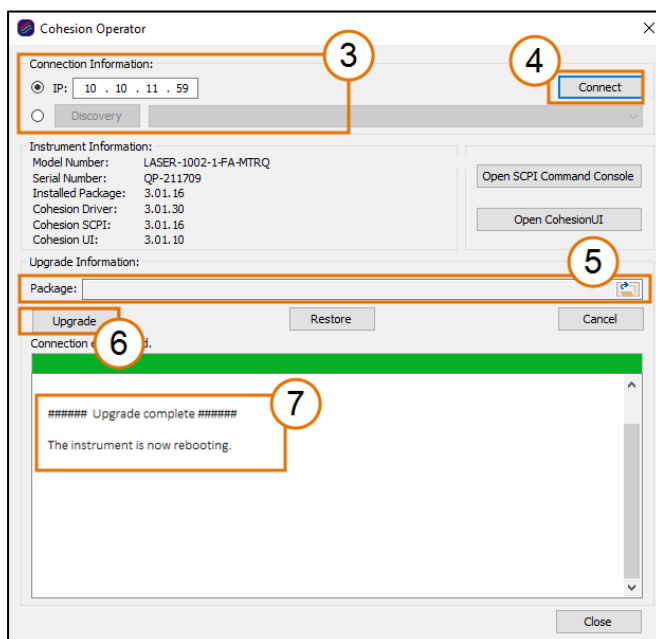 Cohesion Operator
3
4
Connection Information:
IP: 10 . 10 . 11 . 59
Connect
Discovery
Instrument Information:
Model Number: LASER-1002-1-FA-MTRQ
Serial Number: QP-211709
Installed Package: 3.01.16
Cohesion Driver: 3.01.30
Cohesion SCPI: 3.01.16
Cohesion UI: 3.01.10
Open SCPI Command Console
Open CohesionUI
Upgrade Information:
5
Package:
Upgrade
Restore
Cancel
6
Connection d.
7
###### Upgrade complete ######
The instrument is now rebooting.
Close